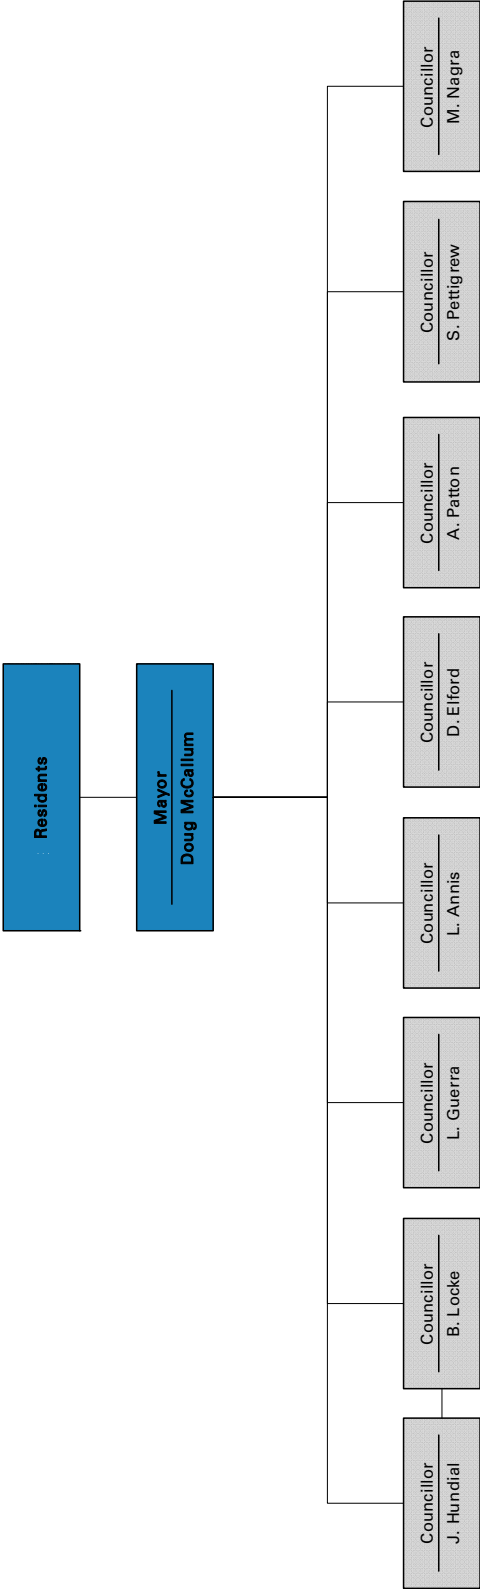 Residents
Mayor
Doug McCallum
Councillor
J. Hundial
Councillor
B. Locke
Councillor
L. Guerra
Councillor
L. Annis
Councillor
D. Elford
Councillor
A. Patton
Councillor
S. Pettigrew
Councillor
M. Nagra